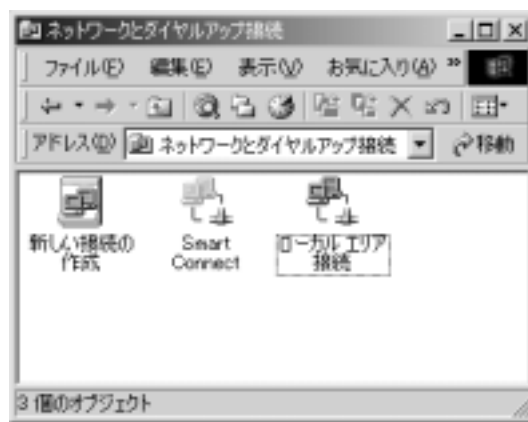 ネットワークとダイヤルアップ接続
ファイル(F) 編集(E) 表示(V) お気に入り(A) »
アドレス(D) ネットワークとダイヤルアップ接続 移動
新しい接続の
作成
Smart
Connect
ローカル エリア
接続
3 個のオブジェクト